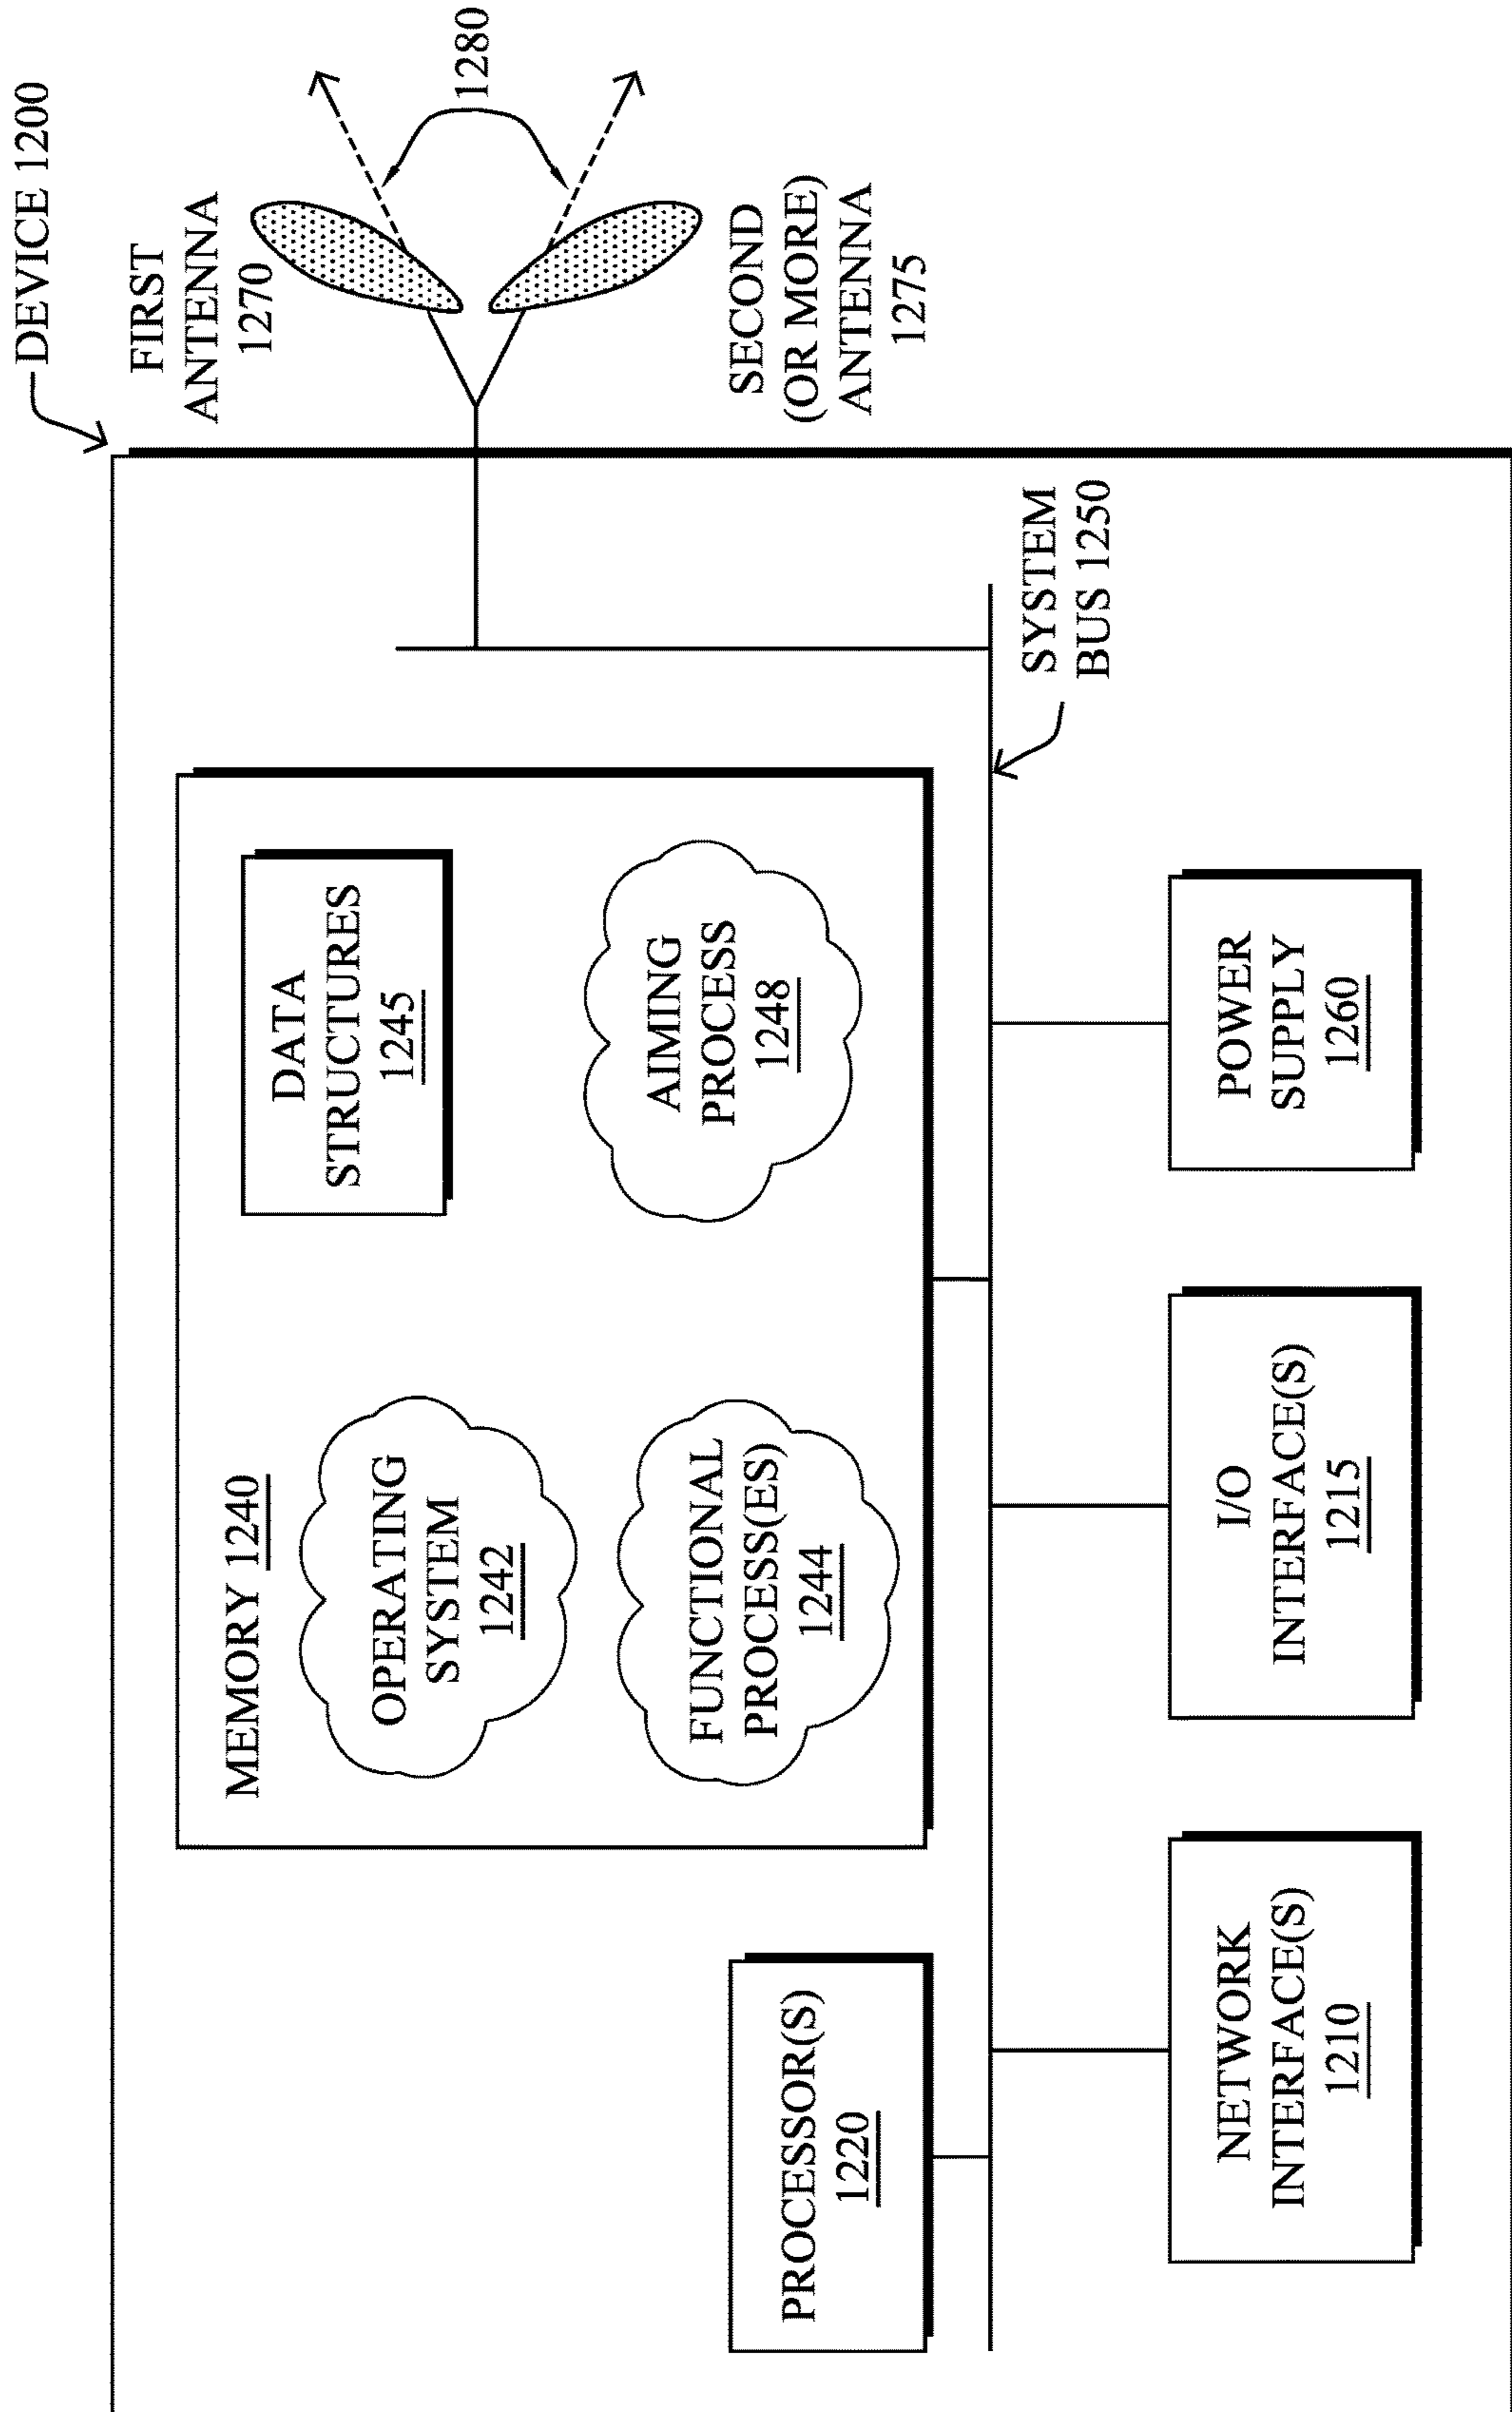 DEVICE 1200
FIRST
ANTENNA
1270
1280
SECOND
(OR MORE)
ANTENNA
1275
MEMORY 1240
OPERATING
SYSTEM
1242
DATA
STRUCTURES
1245
FUNCTIONAL
PROCESS(ES)
1244
AIMING
PROCESS
1248
PROCESSOR(S)
1220
SYSTEM
BUS 1250
NETWORK
INTERFACE(S)
1210
I/O
INTERFACE(S)
1215
POWER
SUPPLY
1260